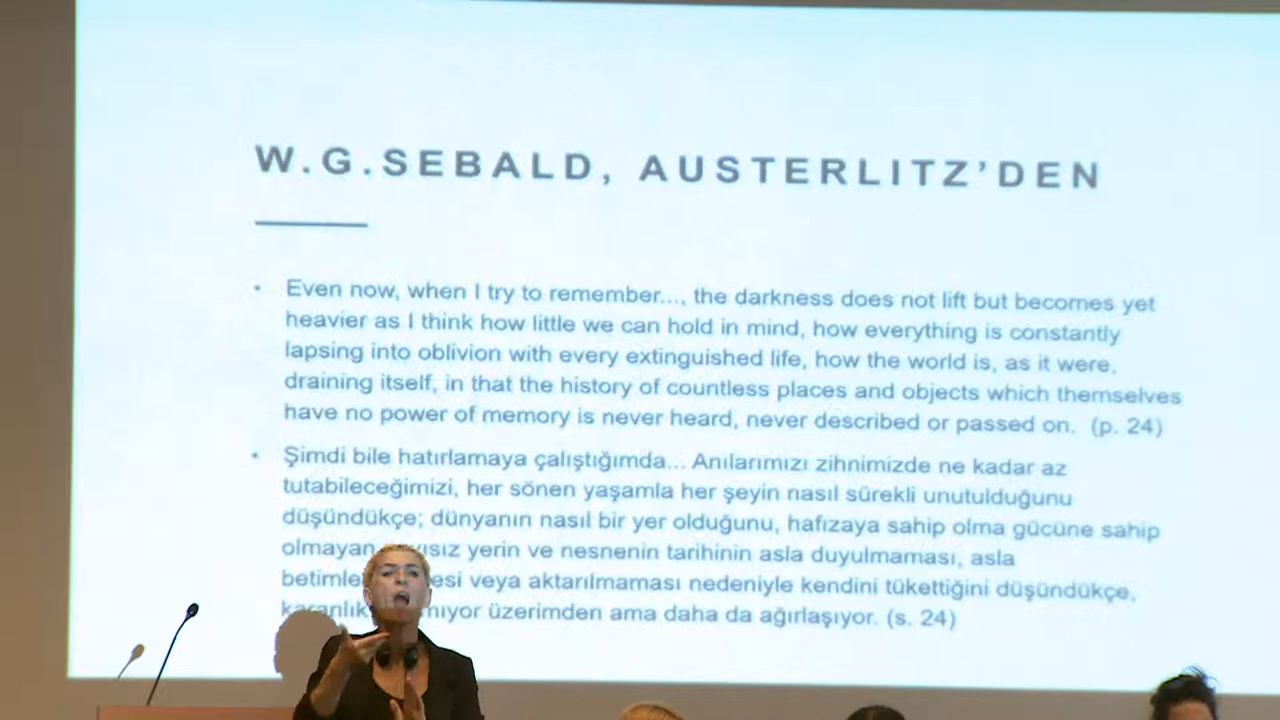 W.G.SEBALD, AUSTERLITZ’DEN
• Even now, when I try to remember..., the darkness does not lift but becomes yet
heavier as I think how little we can hold in mind, how everything is constantly
lapsing into oblivion with every extinguished life, how the world is, as it were,
draining itself, in that the history of countless places and objects which themselves
have no power of memory is never heard, never described or passed on. (p. 24)
• Şimdi bile hatırlamaya çalıştığımda... Anılarımızı zihnimizde ne kadar az
tutabileceğimizi, her sönen yaşamla her şeyin nasıl sürekli unutulduğunu
düşündükçe; dünyanın nasıl bir yer olduğunu, hafızaya sahip olma gücüne sahip
olmayan yerin ve nesnenin tarihinin asla duyulmaması, asla
veya aktarılmaması nedeniyle kendini tükettiğini düşündükçe,
üzerimden ama daha da ağırlaşıyor. (s. 24)